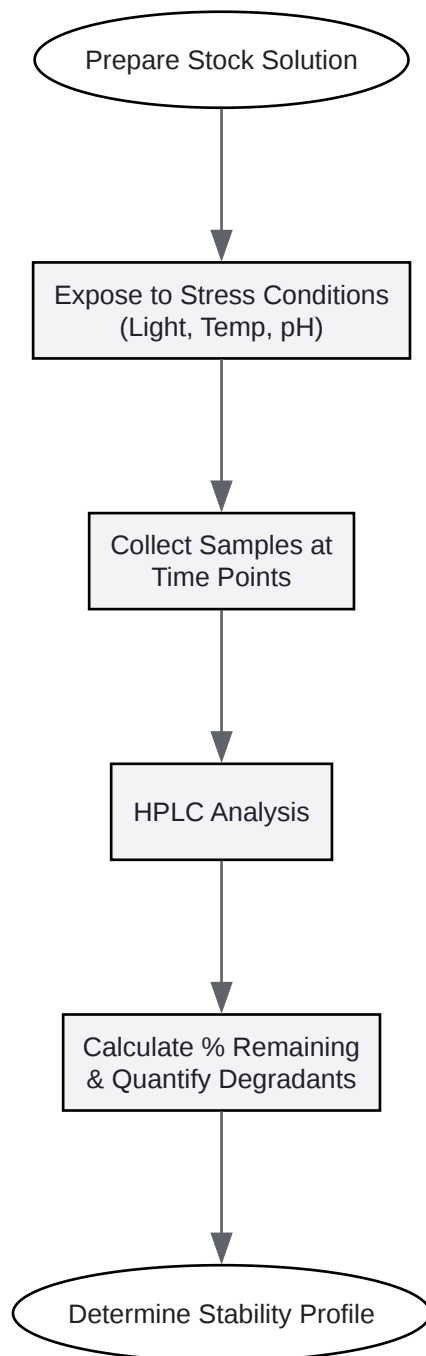 Prepare Stock Solution
Expose to Stress Conditions
(Light, Temp, pH)
Collect Samples at
Time Points
HPLC Analysis
Calculate % Remaining
& Quantify Degradants
Determine Stability Profile